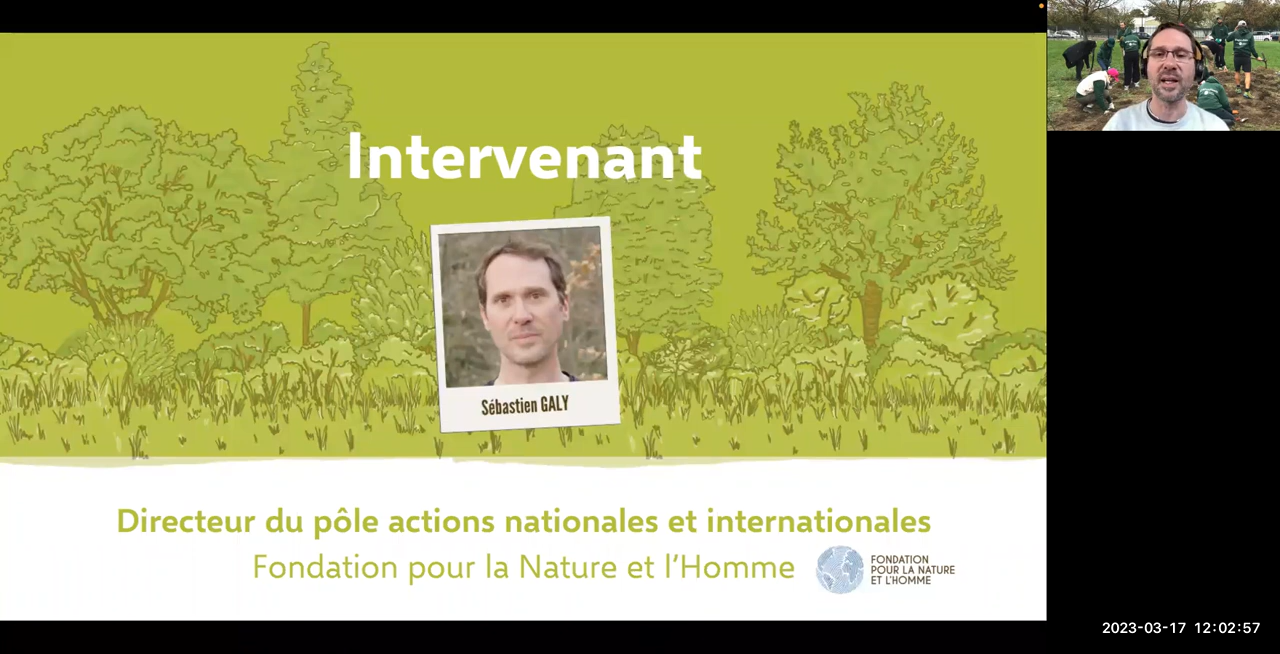 Intervenant
Sébastien GALY
Directeur du pôle actions nationales et internationales
Fondation pour la Nature et l'Homme
FONDATION
POUR LA NATURE
ET L'HOMME
2023-03-17 12:02:57